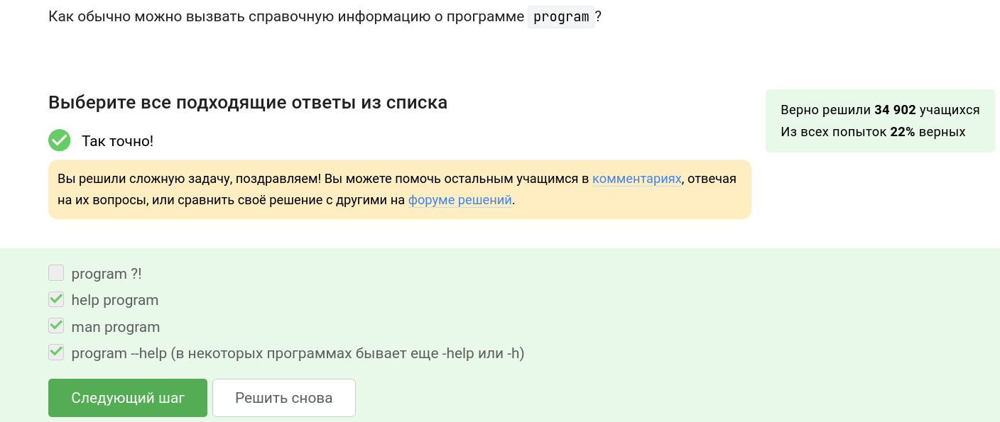 Как обычно можно вызвать справочную информацию о программе program?
Выберите все подходящие ответы из списка
Верно решили 34 902 учащихся
Из всех попыток 22% верных
Так точно!
Вы решили сложную задачу, поздравляем! Вы можете помочь остальным учащимся в комментариях, отвечая
на их вопросы, или сравнить своё решение с другими на форуме решений.
program ?!
help program
man program
program --help (в некоторых программах бывает еще -help или -h)
Следующий шаг
Решить снова